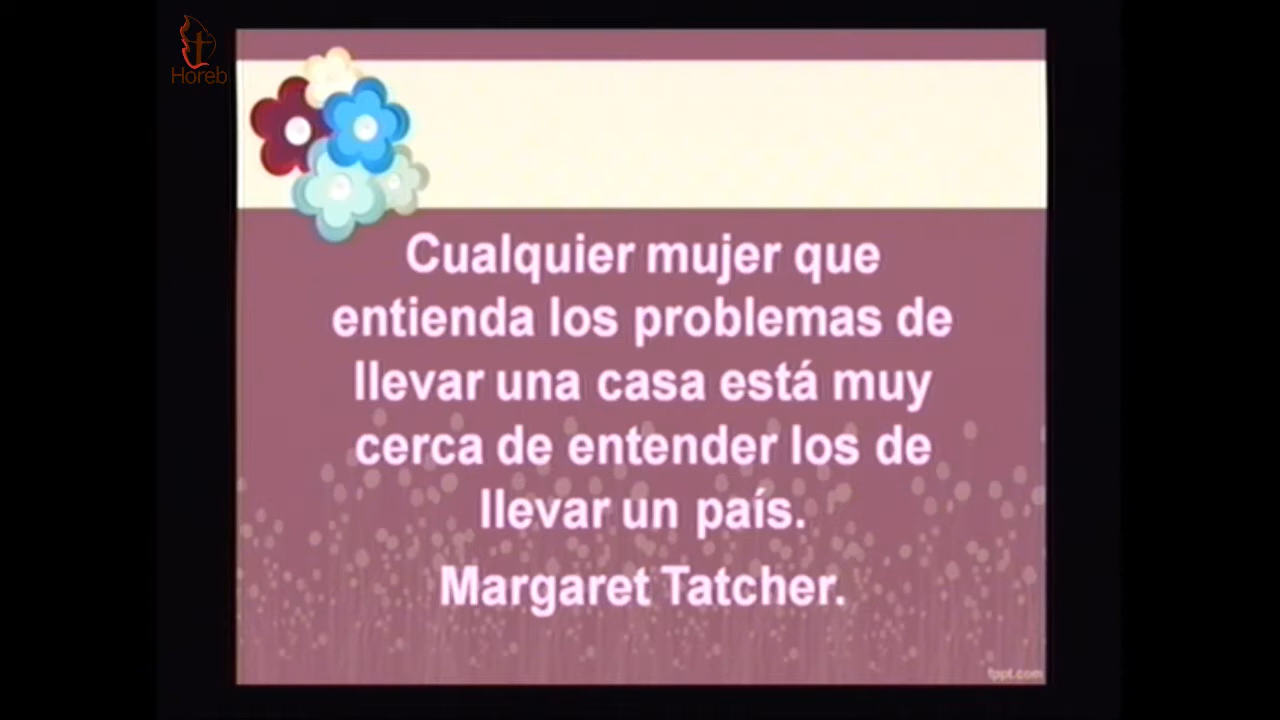 Horeb
Cualquier mujer que
entienda los problemas de
llevar una casa está muy
cerca de entender los de
llevar un país.
Margaret Tatcher.
fppt.com